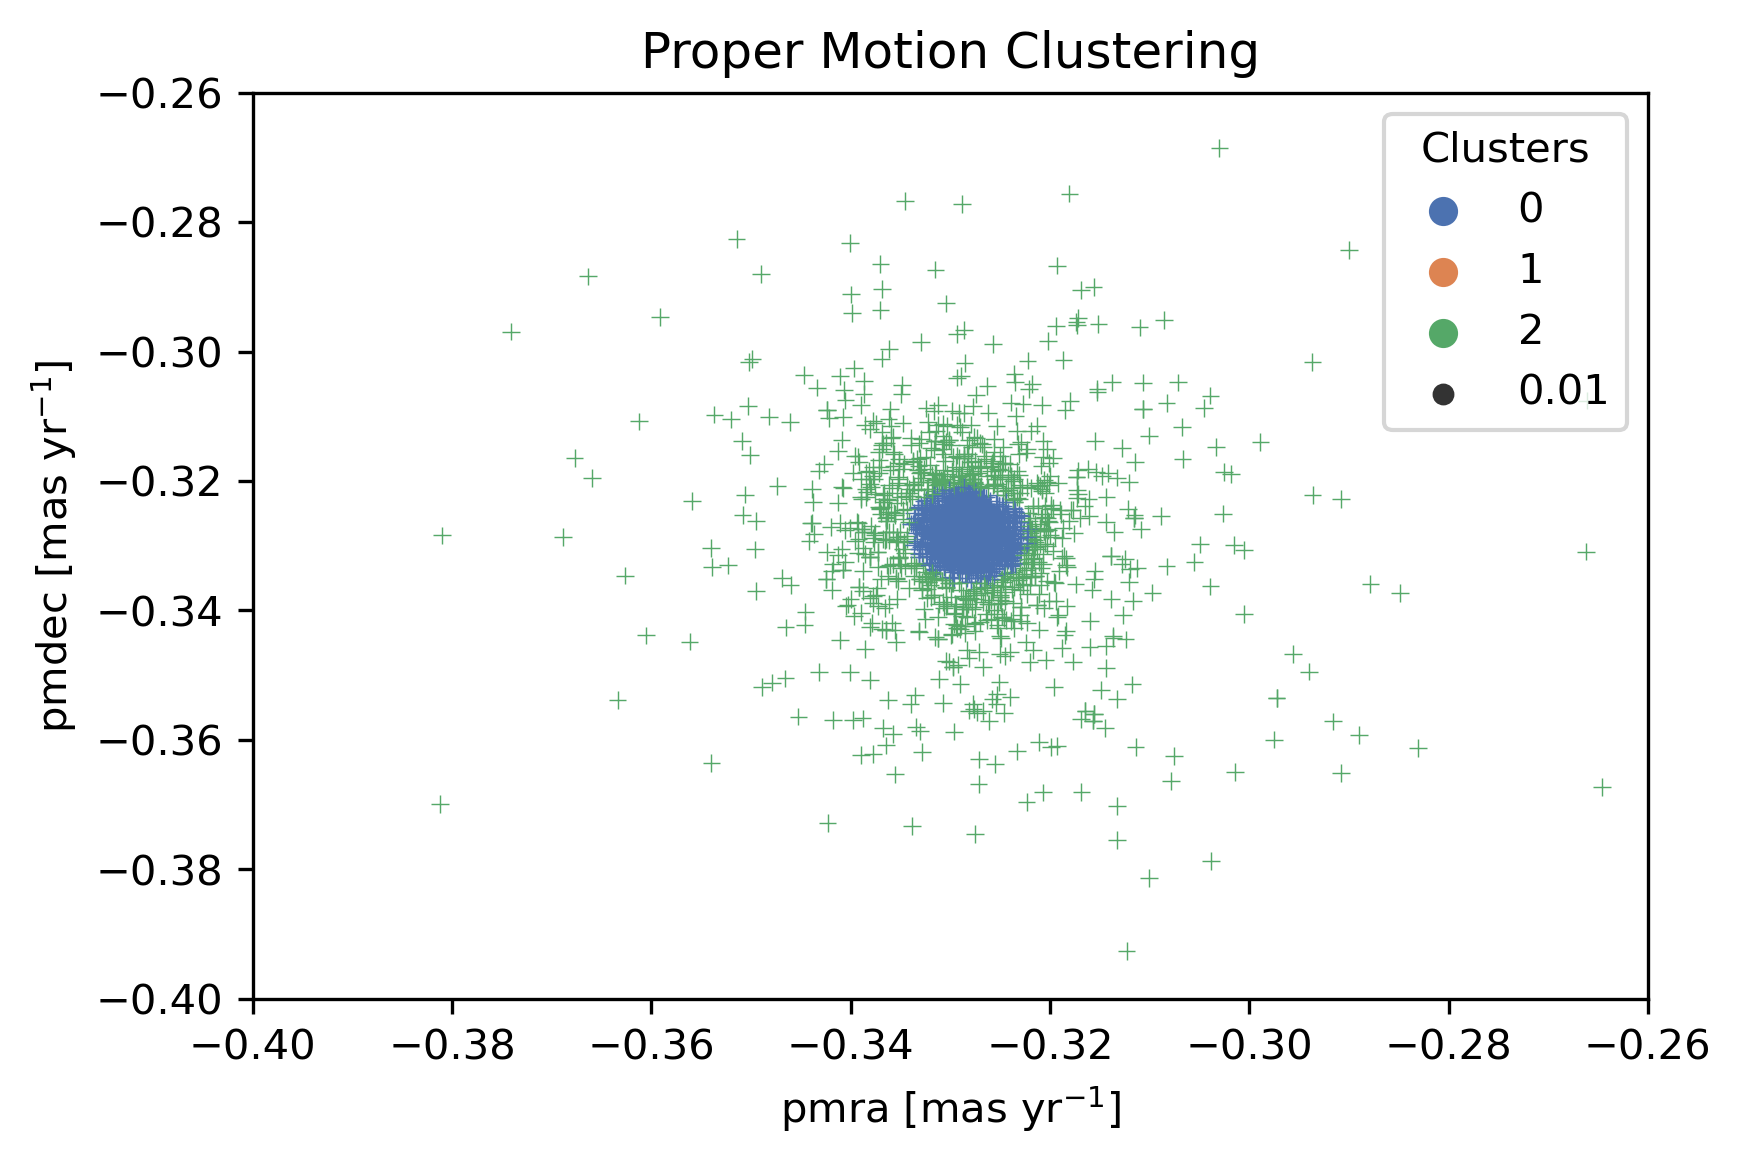 Proper Motion Clustering
−0.26
−0.28
−0.30
−0.32
−0.34
−0.36
−0.38
−0.40
pmdec [mas yr⁻¹]
Clusters
0
1
2
0.01
−0.40 −0.38 −0.36 −0.34 −0.32 −0.30 −0.28 −0.26
pmra [mas yr⁻¹]